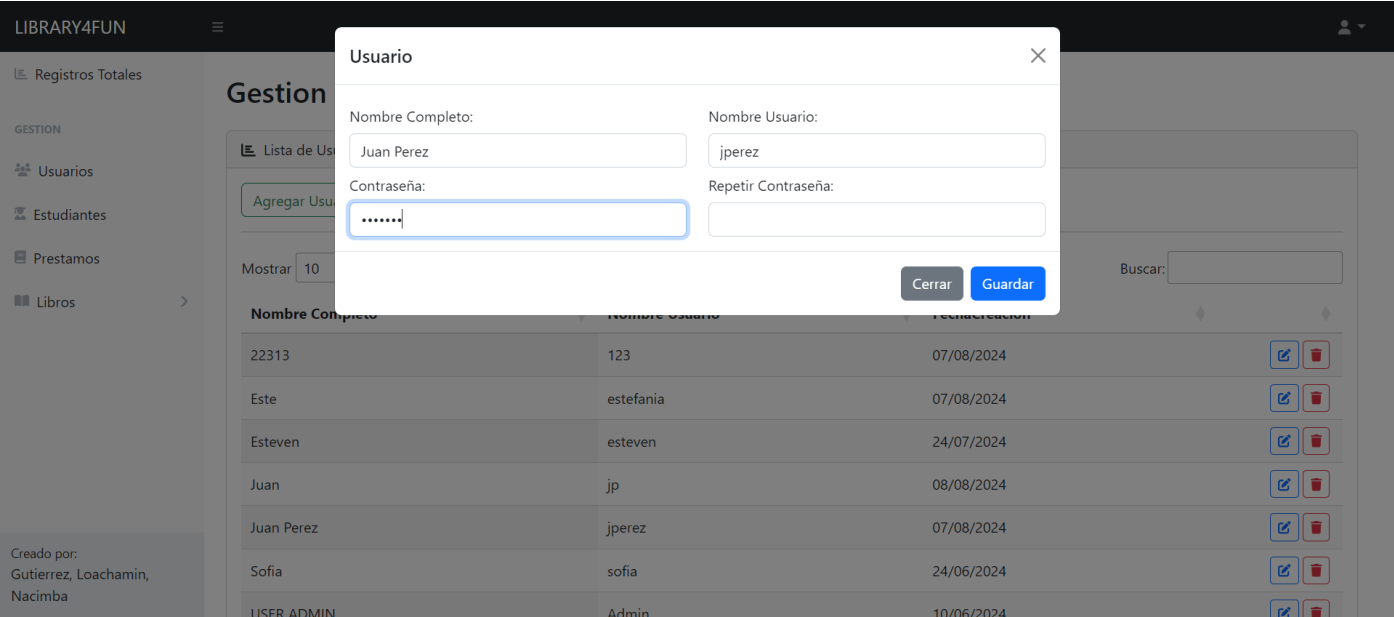 LIBRARY4FUN
Registros Totales
GESTION
Usuarios
Estudiantes
Prestamos
Libros
Creado por:
Gutierrez, Loachamin,
Nacimba
Gestion
Lista de Us
Agregar Usu
Mostrar 10
Buscar:
Usuario
Nombre Completo: Nombre Usuario:
Juan Perez jperez
Contraseña: Repetir Contraseña:
•••••••
Cerrar Guardar
Nombre Completo Nombre Usuario FechaCreacion
22313 123 07/08/2024
Este estefania 07/08/2024
Esteven esteven 24/07/2024
Juan jp 08/08/2024
Juan Perez jperez 07/08/2024
Sofia sofia 24/06/2024
USER ADMIN Admin 10/06/2024